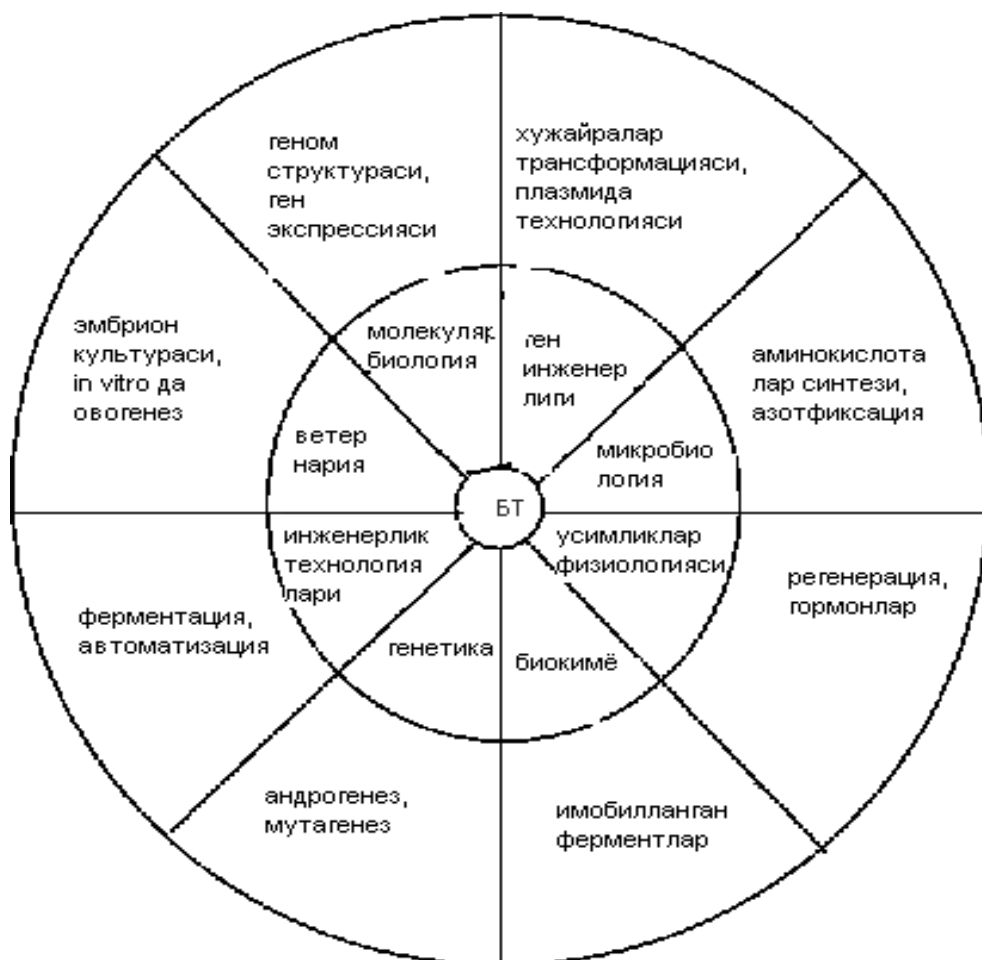 геном
структураси,
ген
экспрессияси
хужайралар
трансформацияси,
плазмида
технологияси
эмбрион
культураси,
in vitro да
овогенез
молекуляр
биология
ген
инженер
лиги
аминокислота
лар синтези,
азотфиксация
ветер
нария
микробио
логия
БТ
инженерлик
технология
лари
усимликлар
физиологияси
регенерация,
гормонлар
ферментация,
автоматизация
генетика
биокимё
андрогенез,
мутагенез
имобилланган
ферментлар